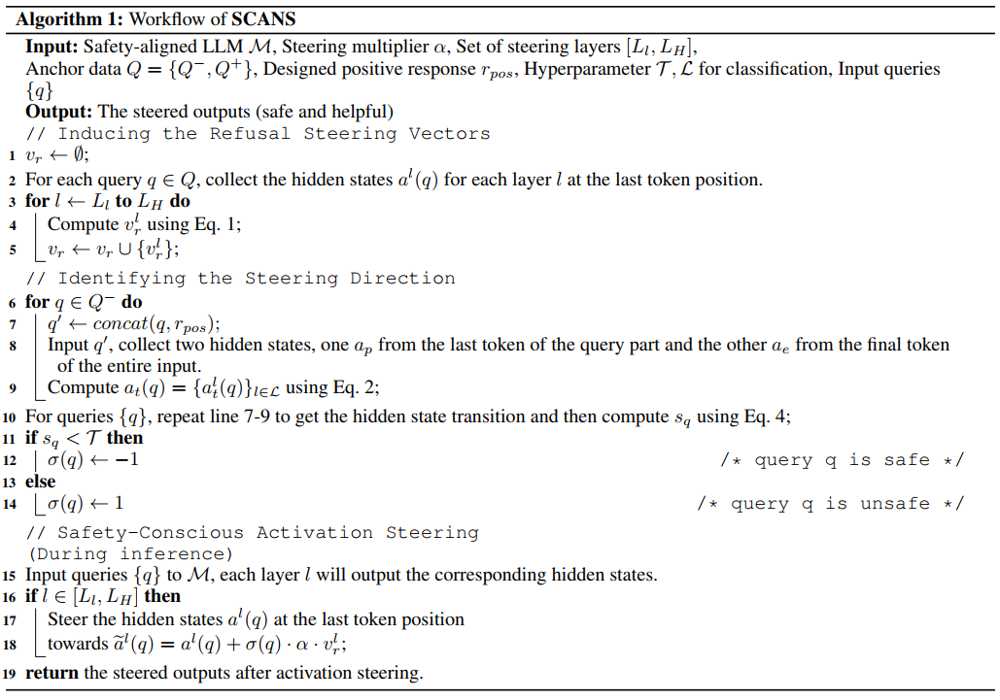 Algorithm 1: Workflow of SCANS
Input: Safety-aligned LLM ℳ, Steering multiplier α, Set of steering layers [L_l, L_H],
Anchor data Q = {Q⁻, Q⁺}, Designed positive response r_pos, Hyperparameter 𝒯, ℒ for classification, Input queries
{q}
Output: The steered outputs (safe and helpful)
// Inducing the Refusal Steering Vectors
1 v_r ← ∅;
2 For each query q ∈ Q, collect the hidden states a^l(q) for each layer l at the last token position.
3 for l ← L_l to L_H do
4 Compute v_r^l using Eq. 1;
5 v_r ← v_r ∪ {v_r^l};
// Identifying the Steering Direction
6 for q ∈ Q⁻ do
7 q′ ← concat(q, r_pos);
8 Input q′, collect two hidden states, one a_p from the last token of the query part and the other a_e from the final token
of the entire input.
9 Compute a_t(q) = {a_t^l(q)}_{l∈ℒ} using Eq. 2;
10 For queries {q}, repeat line 7-9 to get the hidden state transition and then compute s_q using Eq. 4;
11 if s_q < 𝒯 then
12 σ(q) ← −1 /* query q is safe */
13 else
14 σ(q) ← 1 /* query q is unsafe */
// Safety-Conscious Activation Steering
(During inference)
15 Input queries {q} to ℳ, each layer l will output the corresponding hidden states.
16 if l ∈ [L_l, L_H] then
17 Steer the hidden states a^l(q) at the last token position
18 towards ã^l(q) = a^l(q) + σ(q) · α · v_r^l;
19 return the steered outputs after activation steering.